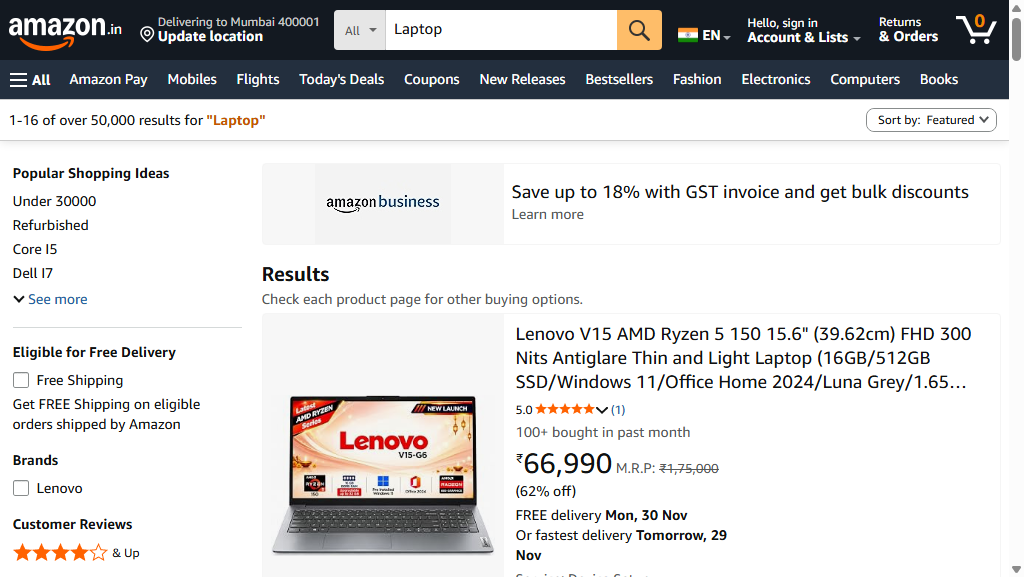 amazon.in
Delivering to Mumbai 400001
Update location
All
Laptop
EN
Hello, sign in
Account & Lists
Returns
& Orders
0
All
Amazon Pay
Mobiles
Flights
Today's Deals
Coupons
New Releases
Bestsellers
Fashion
Electronics
Computers
Books
1-16 of over 50,000 results for "Laptop"
Sort by: Featured
Popular Shopping Ideas
Under 30000
Refurbished
Core I5
Dell I7
See more
Eligible for Free Delivery
Free Shipping
Get FREE Shipping on eligible
orders shipped by Amazon
Brands
Lenovo
Customer Reviews
& Up
amazon business
Save up to 18% with GST invoice and get bulk discounts
Learn more
Results
Check each product page for other buying options.
Latest
AMD RYZEN
Series
NEW LAUNCH
Lenovo
V15-G6
Lenovo V15 AMD Ryzen 5 150 15.6" (39.62cm) FHD 300
Nits Antiglare Thin and Light Laptop (16GB/512GB
SSD/Windows 11/Office Home 2024/Luna Grey/1.65…
5.0 (1)
100+ bought in past month
₹66,990 M.R.P: ₹1,75,000
(62% off)
FREE delivery Mon, 30 Nov
Or fastest delivery Tomorrow, 29
Nov